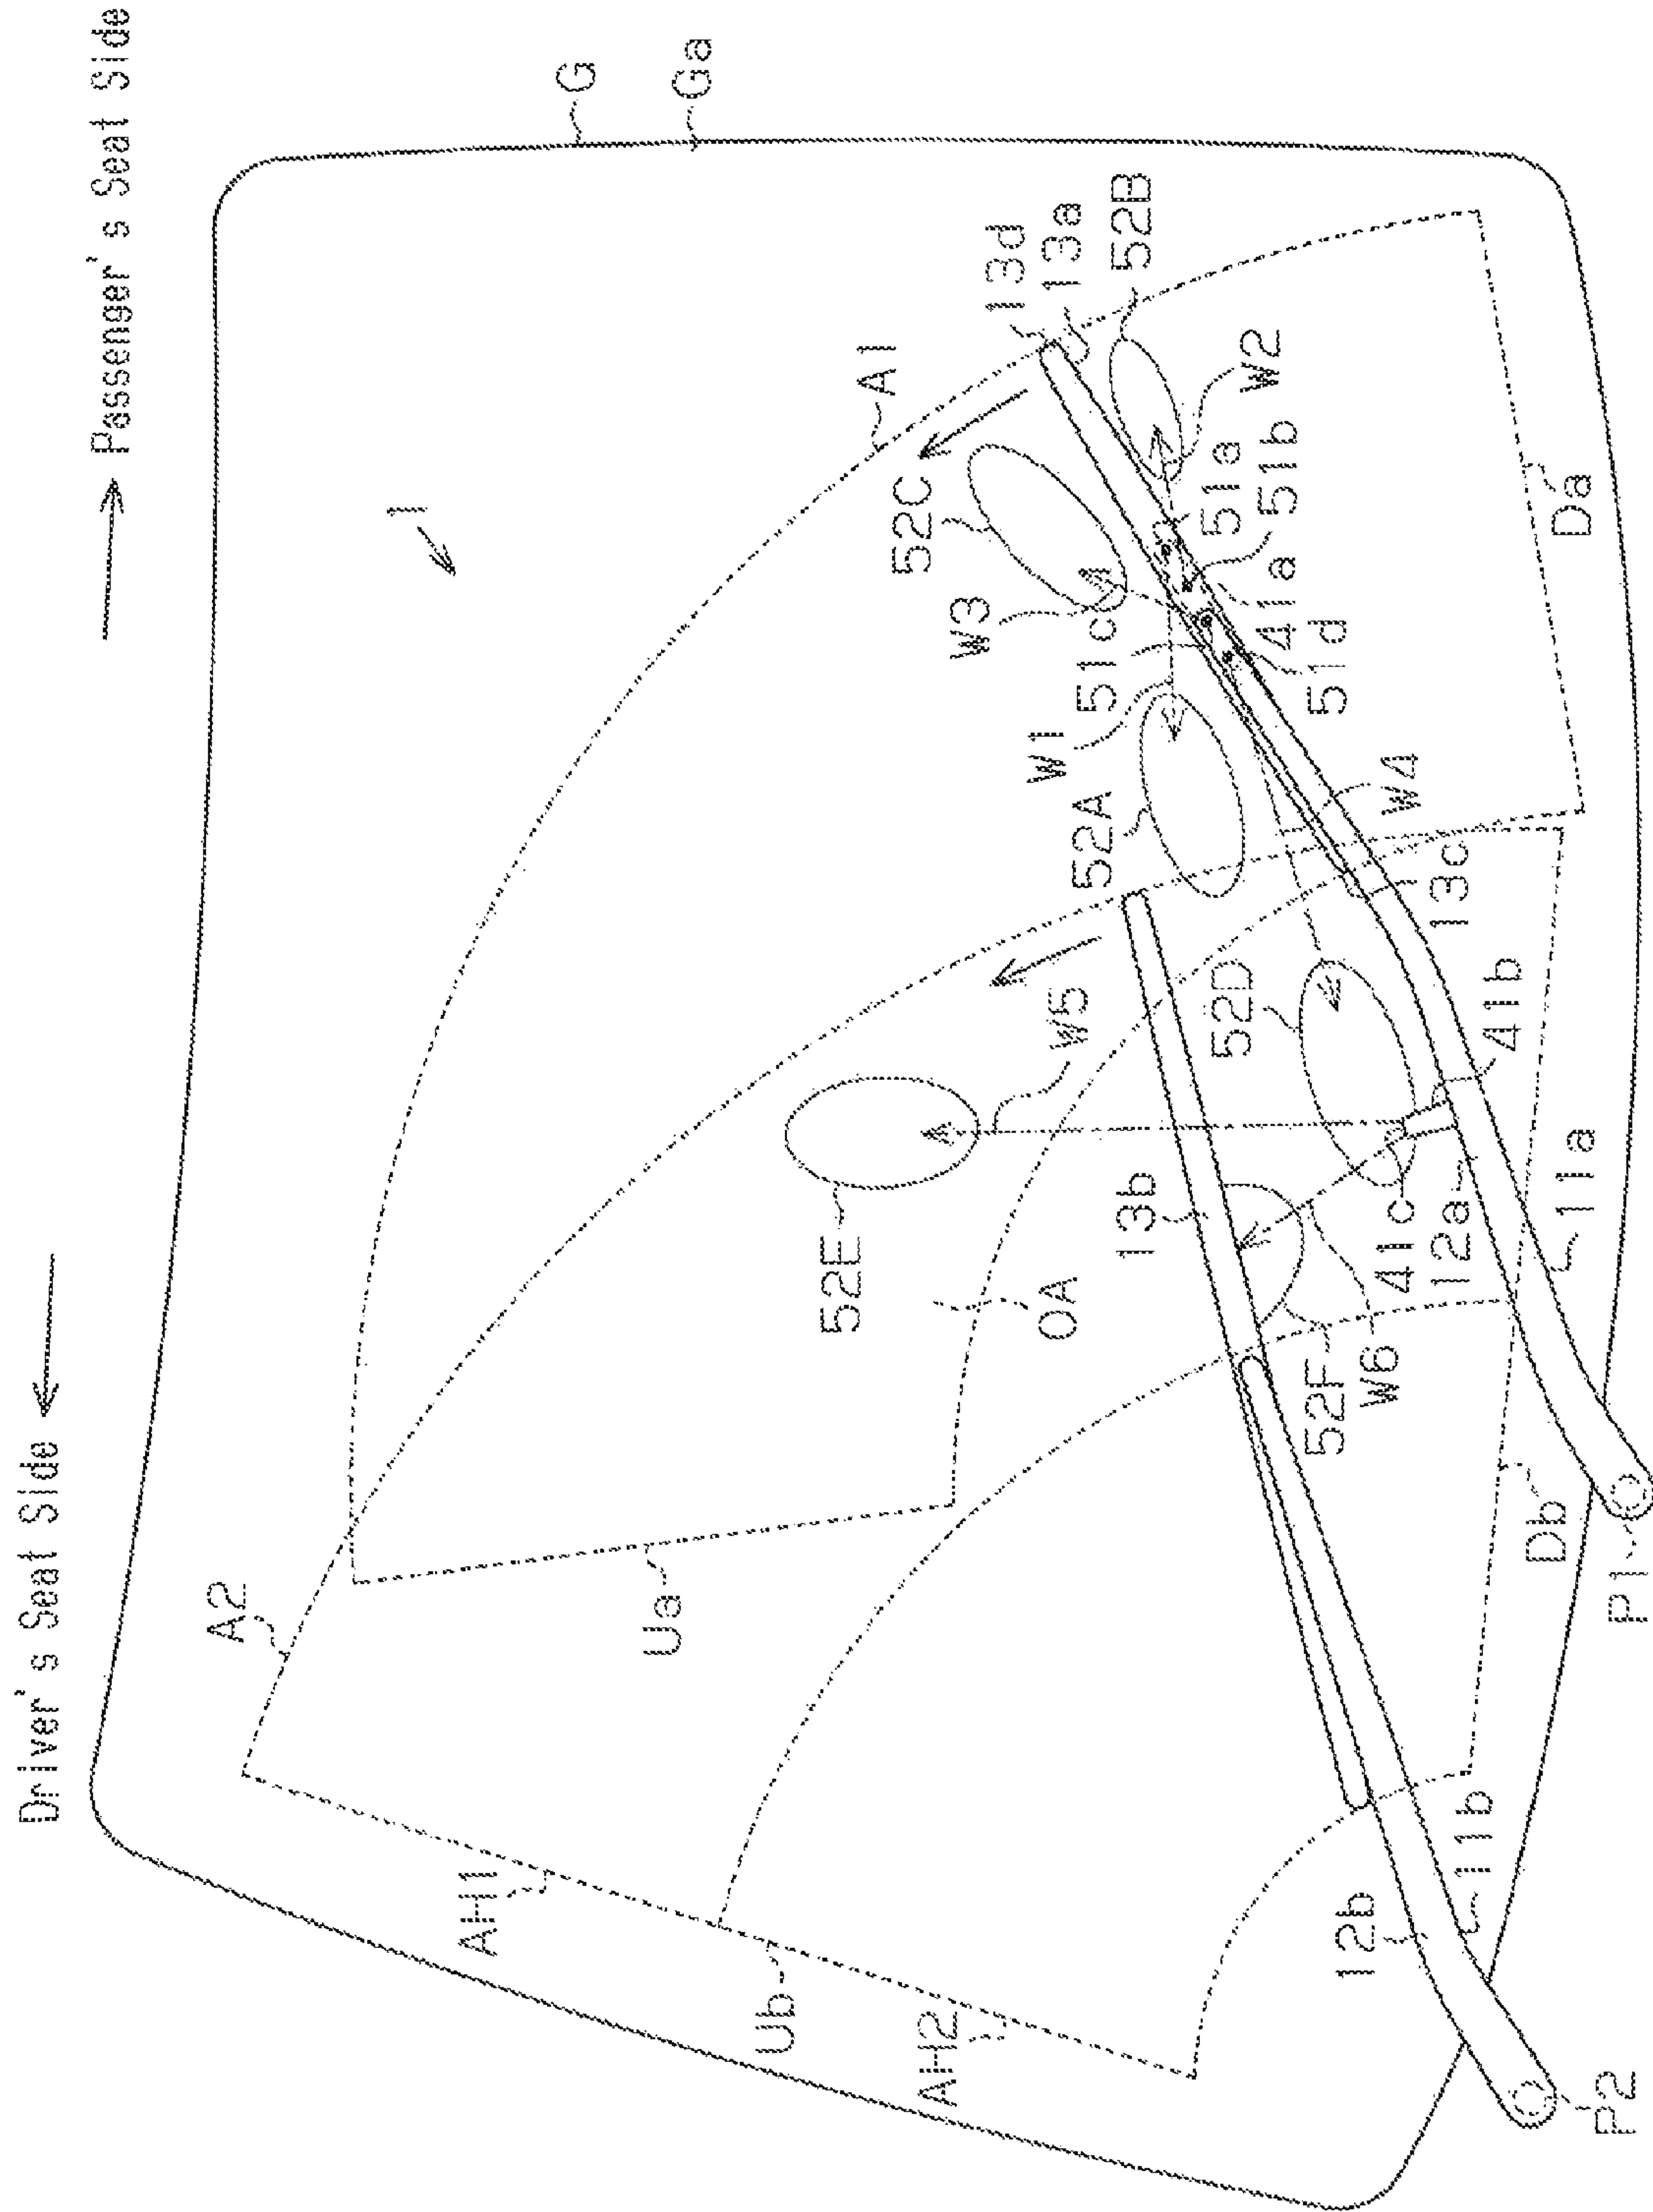 Driver's Seat Side
Passenger's Seat Side
A2
1
AH1
G
Ua
Ga
Ub
52E
A1
52C
AH2
W3
13d
W1
OA
13a
W5
52A
51c
52B
13b
51a
52D
W2
41a
51b
52F
51d
12b
W6
W4
41c
12a
13c
11b
41b
Db
Da
11a
P2
P1